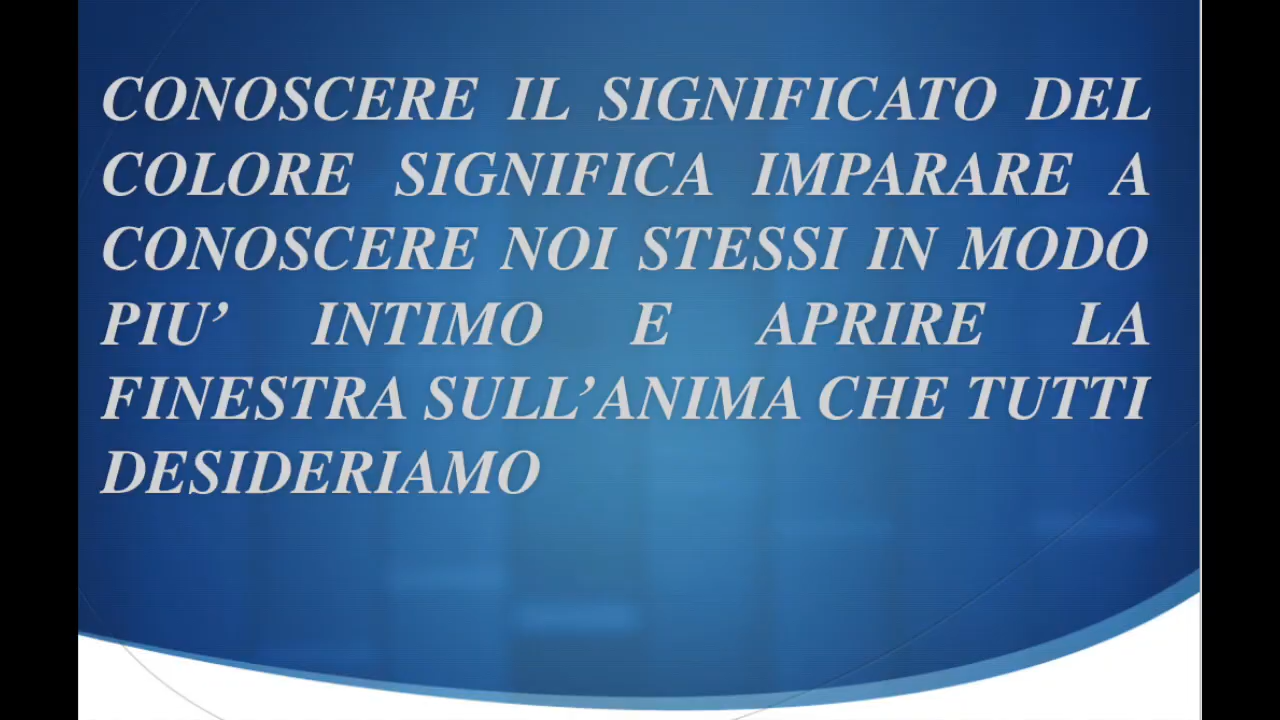 CONOSCERE IL SIGNIFICATO DEL
COLORE SIGNIFICA IMPARARE A
CONOSCERE NOI STESSI IN MODO
PIU’ INTIMO E APRIRE LA
FINESTRA SULL’ANIMA CHE TUTTI
DESIDERIAMO